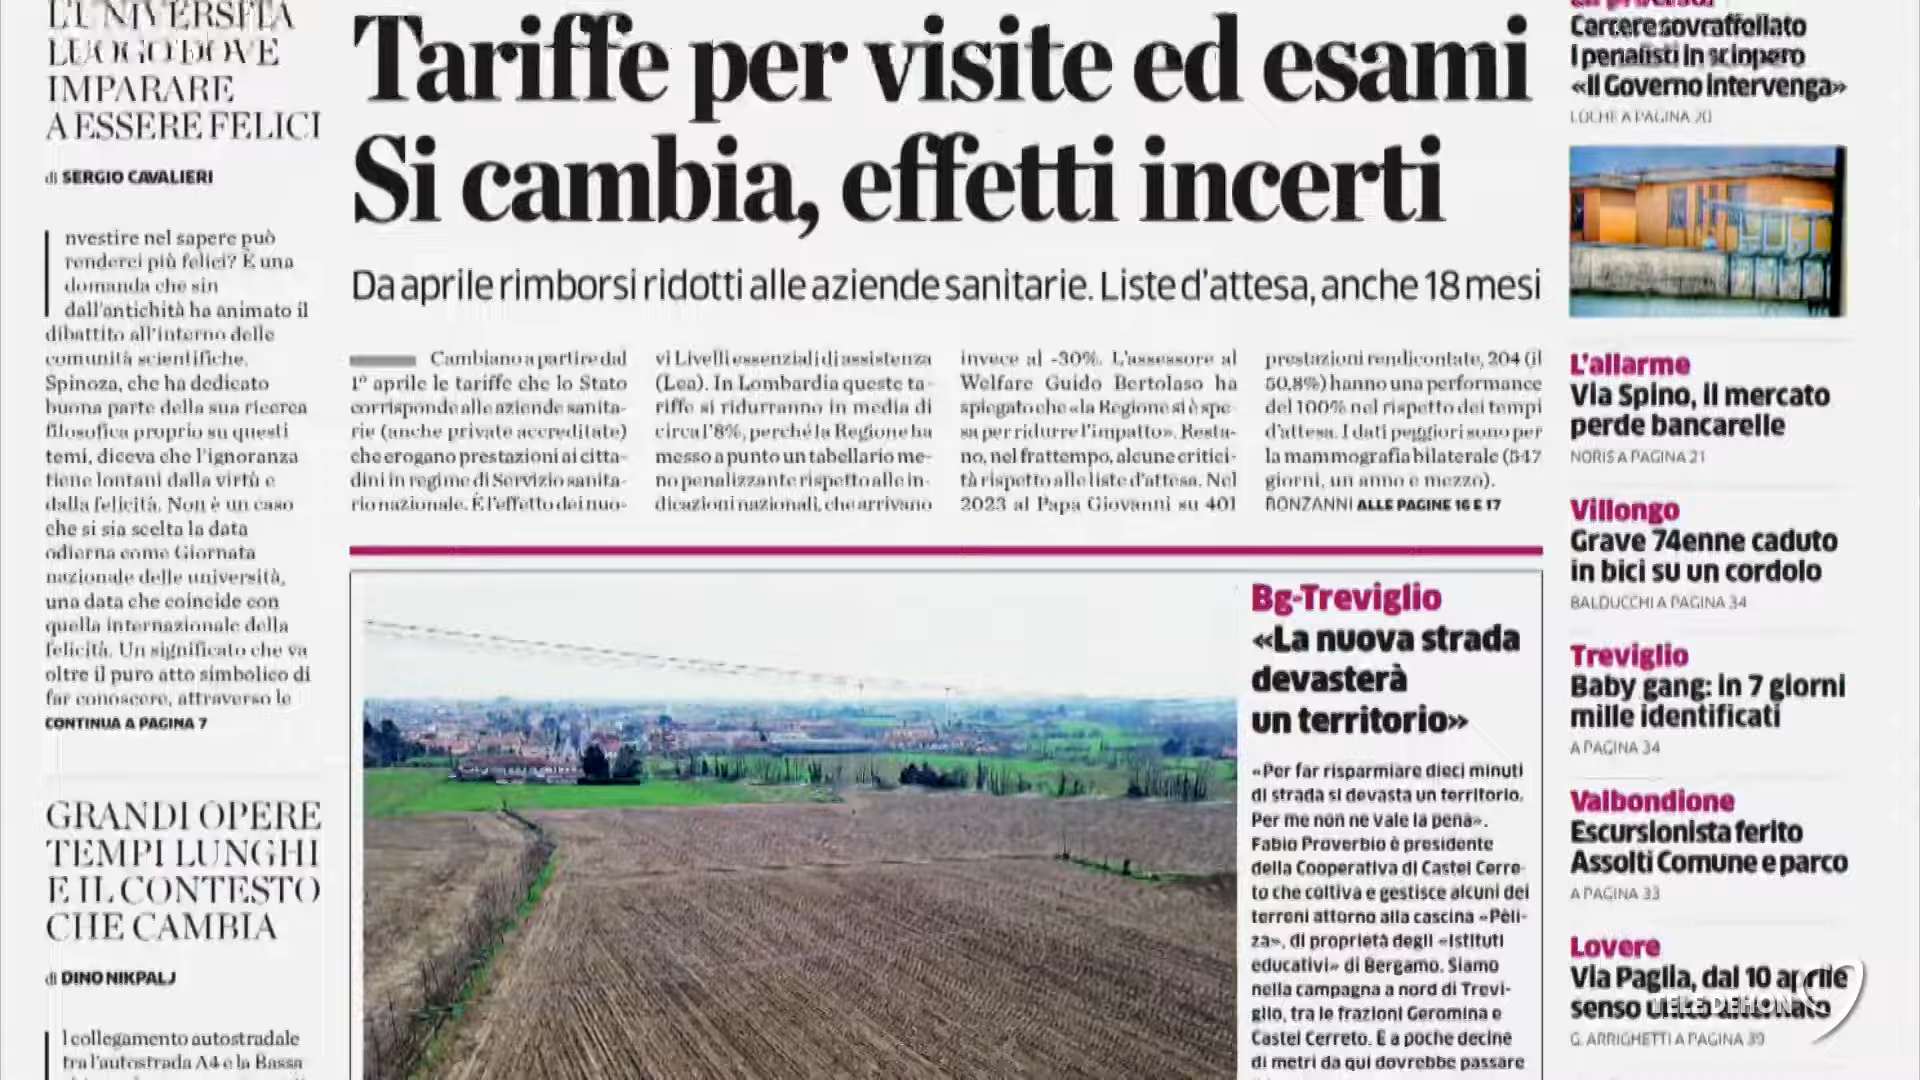 L'UNIVERSITÀ
LUOGO DOVE
IMPARARE
A ESSERE FELICI
di SERGIO CAVALIERI
nvestire nel sapere può
renderci più felici? È una
domanda che sin
dall'antichità ha animato il
dibattito all'interno delle
comunità scientifiche.
Spinoza, che ha dedicato
buona parte della sua ricerca
filosofica proprio su questi
temi, diceva che l'ignoranza
tiene lontani dalla virtù e
dalla felicità. Non è un caso
che si sia scelta la data
odierna come Giornata
nazionale delle università,
una data che coincide con
quella internazionale della
felicità. Un significato che va
oltre il puro atto simbolico di
far conoscere, attraverso le
CONTINUA A PAGINA 7
GRANDI OPERE
TEMPI LUNGHI
E IL CONTESTO
CHE CAMBIA
di DINO NIKPALJ
l collegamento autostradale
tra l'autostrada A4 e la Bassa
Tariffe per visite ed esami
Si cambia, effetti incerti
Da aprile rimborsi ridotti alle aziende sanitarie. Liste d'attesa, anche 18 mesi
Cambiano a partire dal
1° aprile le tariffe che lo Stato
corrisponde alle aziende sanita-
rie (anche private accreditate)
che erogano prestazioni ai citta-
dini in regime di Servizio sanita-
rio nazionale. È l'effetto dei nuo-
vi Livelli essenziali di assistenza
(Lea). In Lombardia queste ta-
riffe si ridurranno in media di
circa l'8%, perché la Regione ha
messo a punto un tabellario me-
no penalizzante rispetto alle in-
dicazioni nazionali, che arrivano
invece al -30%. L'assessore al
Welfare Guido Bertolaso ha
spiegato che «la Regione si è spe-
sa per ridurre l'impatto». Resta-
no, nel frattempo, alcune critici-
tà rispetto alle liste d'attesa. Nel
2023 al Papa Giovanni su 401
prestazioni rendicontate, 204 (il
50,8%) hanno una performance
del 100% nel rispetto dei tempi
d'attesa. I dati peggiori sono per
la mammografia bilaterale (547
giorni, un anno e mezzo).
RONZANNI ALLE PAGINE 16 E 17
Bg-Treviglio
«La nuova strada
devasterà
un territorio»
«Per far risparmiare dieci minuti
di strada si devasta un territorio.
Per me non ne vale la pena».
Fabio Proverbio è presidente
della Cooperativa di Castel Cerre-
to che coltiva e gestisce alcuni dei
terreni attorno alla cascina «Pèli-
za», di proprietà degli «Istituti
educativi» di Bergamo. Siamo
nella campagna a nord di Trevi-
glio, tra le frazioni Geromina e
Castel Cerreto. E a poche decine
di metri da qui dovrebbe passare
Carcere sovraffollato
I penalisti in sciopero
«Il Governo intervenga»
LOCHE A PAGINA 20
L'allarme
Via Spino, il mercato
perde bancarelle
NORIS A PAGINA 21
Villongo
Grave 74enne caduto
in bici su un cordolo
BALDUCCHI A PAGINA 34
Treviglio
Baby gang: in 7 giorni
mille identificati
A PAGINA 34
Valbondione
Escursionista ferito
Assolti Comune e parco
A PAGINA 33
Lovere
Via Paglia, dal 10 aprile
senso unico alternato
G. ARRIGHETTI A PAGINA 39
TELEDEHON